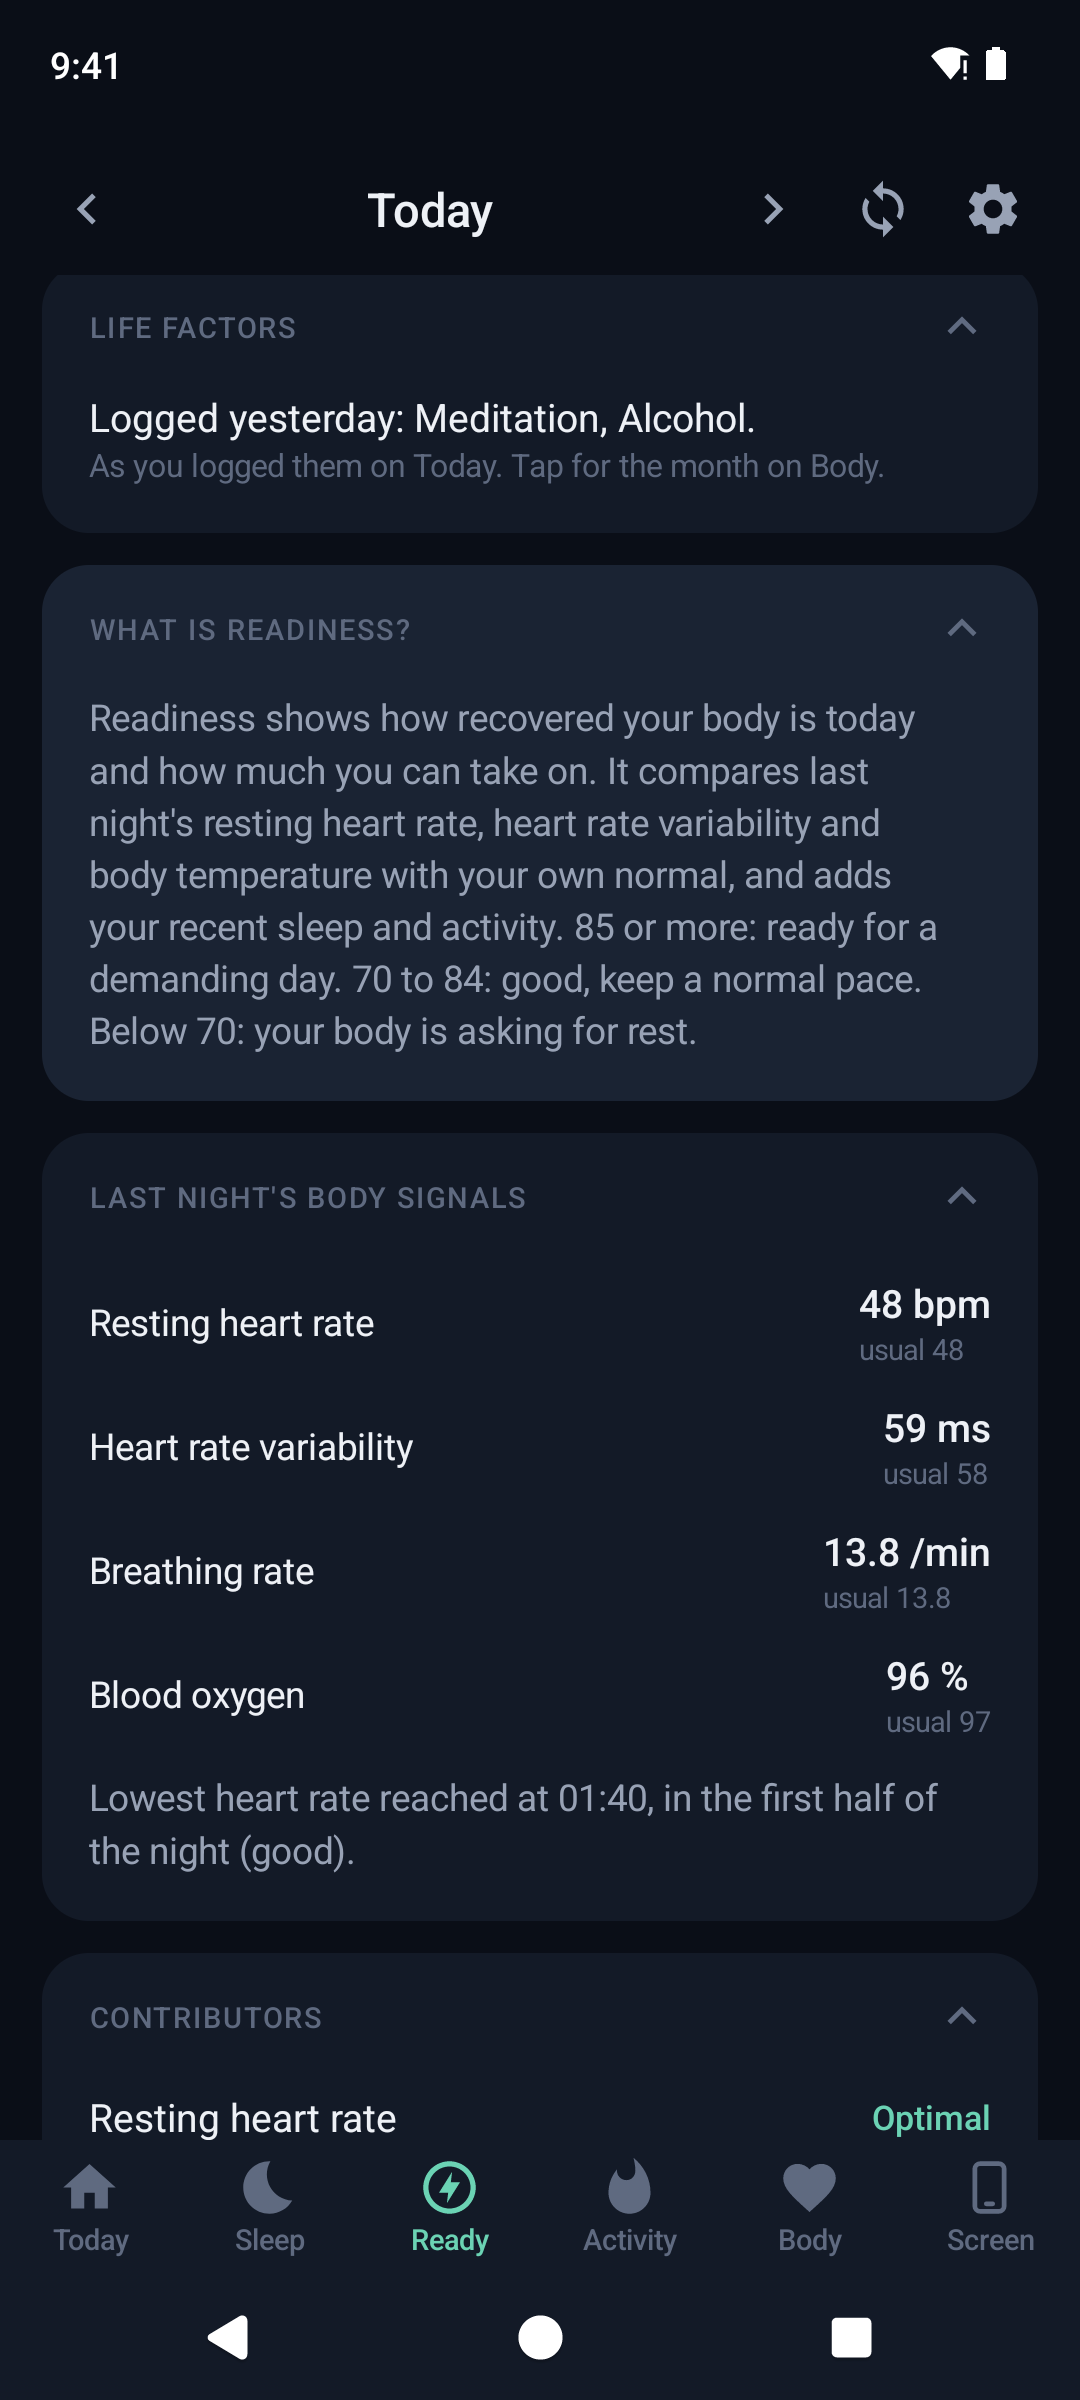 9:41
Today
LIFE FACTORS
Logged yesterday: Meditation, Alcohol.
As you logged them on Today. Tap for the month on Body.
WHAT IS READINESS?
Readiness shows how recovered your body is today
and how much you can take on. It compares last
night's resting heart rate, heart rate variability and
body temperature with your own normal, and adds
your recent sleep and activity. 85 or more: ready for a
demanding day. 70 to 84: good, keep a normal pace.
Below 70: your body is asking for rest.
LAST NIGHT'S BODY SIGNALS
Resting heart rate
48 bpm
usual 48
Heart rate variability
59 ms
usual 58
Breathing rate
13.8 /min
usual 13.8
Blood oxygen
96 %
usual 97
Lowest heart rate reached at 01:40, in the first half of
the night (good).
CONTRIBUTORS
Resting heart rate
Optimal
Today
Sleep
Ready
Activity
Body
Screen